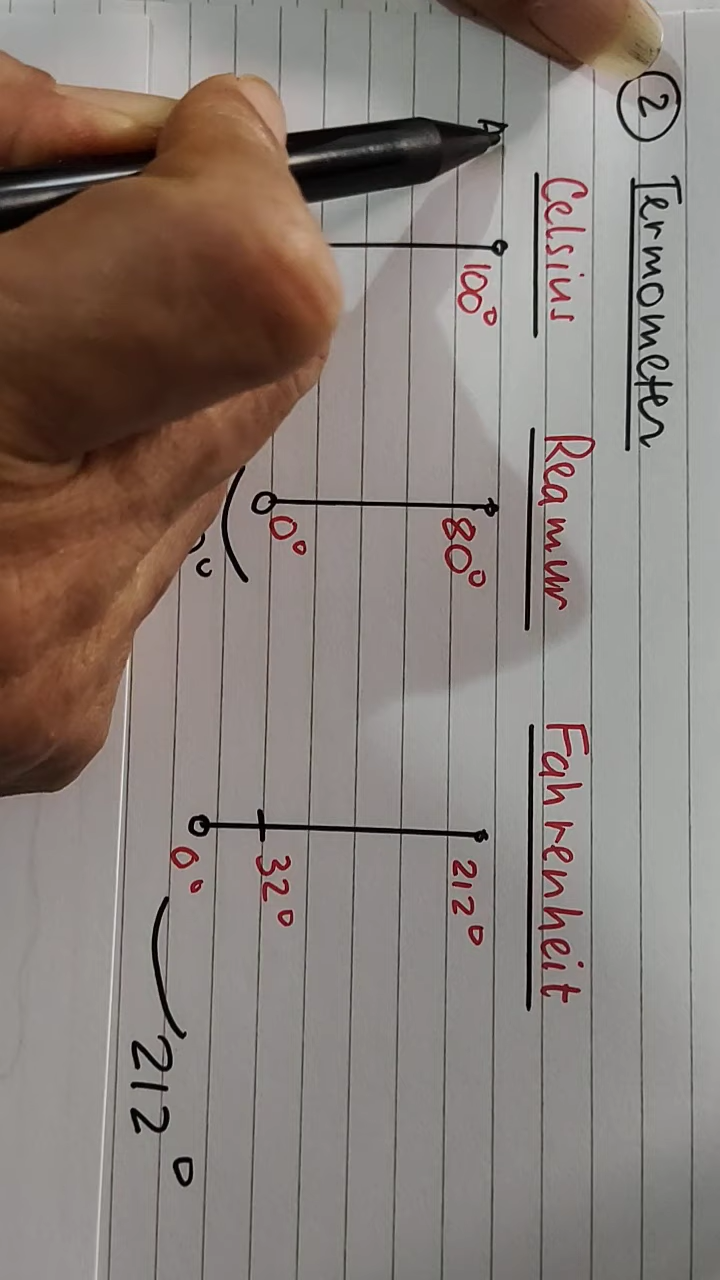 ② Termometer
Celsius Reamur Fahrenheit
100° 80° 212°
0° 32°
0°
212°